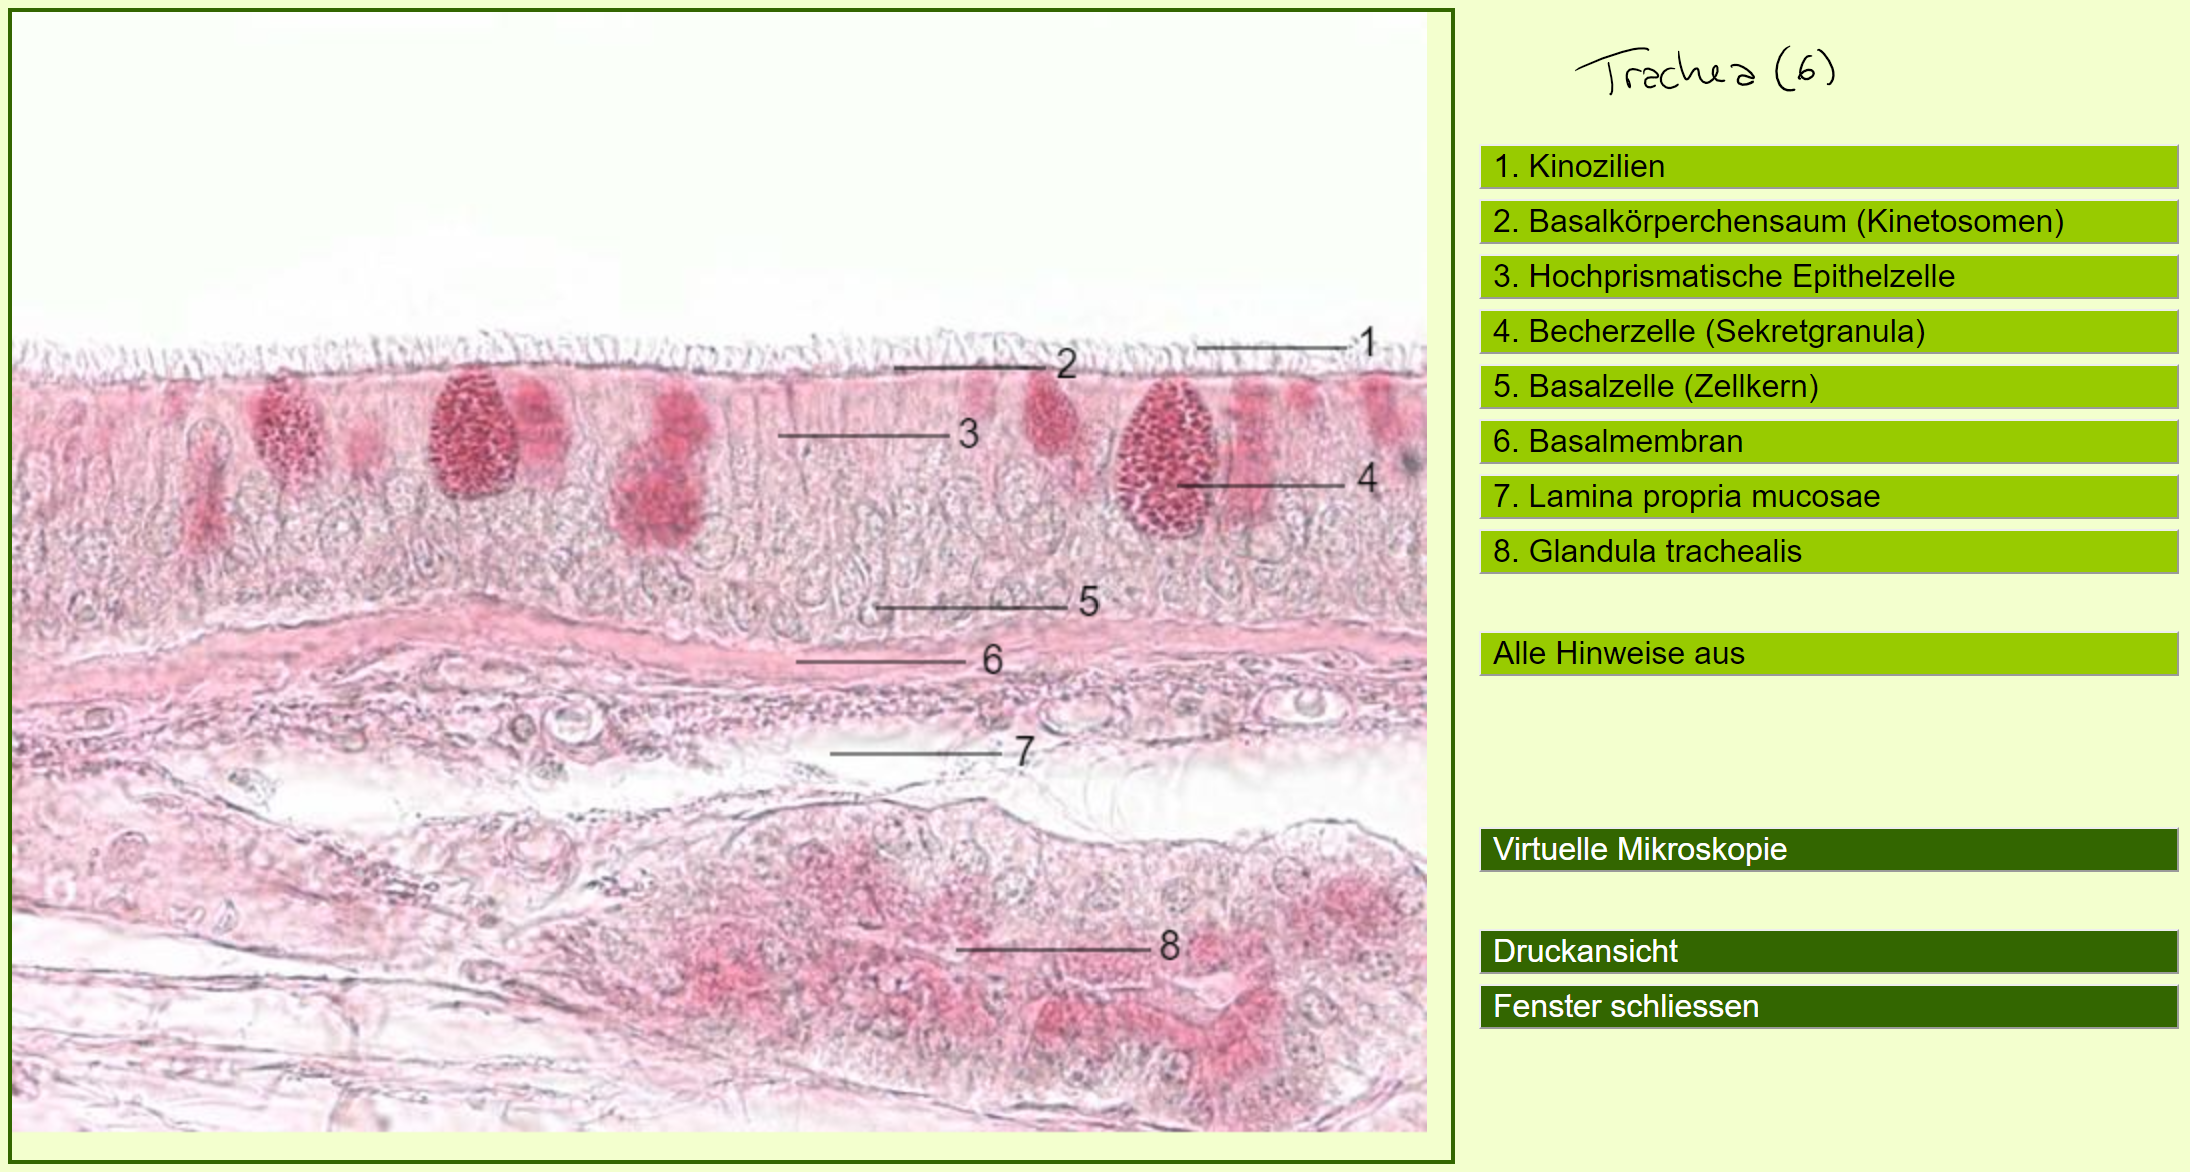 Trachea (6)
1
2
3
4
5
6
7
8
1. Kinozilien
2. Basalkörperchensaum (Kinetosomen)
3. Hochprismatische Epithelzelle
4. Becherzelle (Sekretgranula)
5. Basalzelle (Zellkern)
6. Basalmembran
7. Lamina propria mucosae
8. Glandula trachealis
Alle Hinweise aus
Virtuelle Mikroskopie
Druckansicht
Fenster schliessen